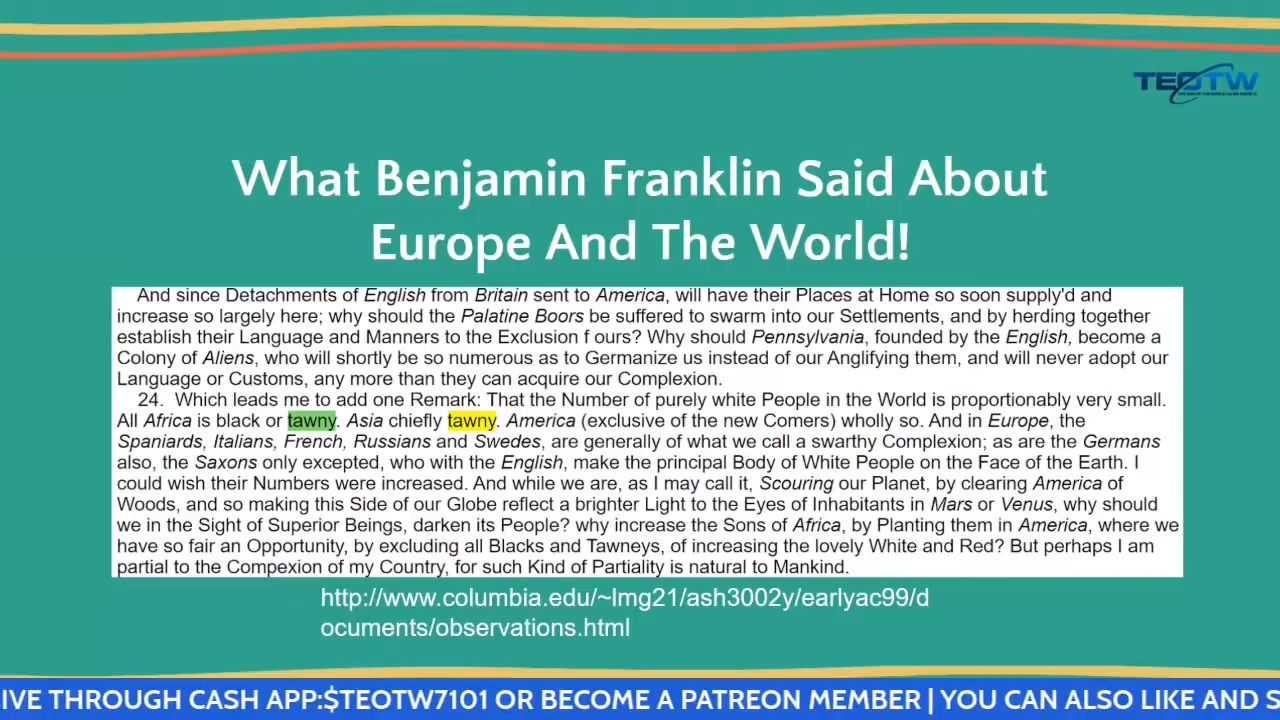 TEOTW
What Benjamin Franklin Said About
Europe And The World!
And since Detachments of English from Britain sent to America, will have their Places at Home so soon supply'd and
increase so largely here; why should the Palatine Boors be suffered to swarm into our Settlements, and by herding together
establish their Language and Manners to the Exclusion f ours? Why should Pennsylvania, founded by the English, become a
Colony of Aliens, who will shortly be so numerous as to Germanize us instead of our Anglifying them, and will never adopt our
Language or Customs, any more than they can acquire our Complexion.
24. Which leads me to add one Remark: That the Number of purely white People in the World is proportionably very small.
All Africa is black or tawny. Asia chiefly tawny. America (exclusive of the new Comers) wholly so. And in Europe, the
Spaniards, Italians, French, Russians and Swedes, are generally of what we call a swarthy Complexion; as are the Germans
also, the Saxons only excepted, who with the English, make the principal Body of White People on the Face of the Earth. I
could wish their Numbers were increased. And while we are, as I may call it, Scouring our Planet, by clearing America of
Woods, and so making this Side of our Globe reflect a brighter Light to the Eyes of Inhabitants in Mars or Venus, why should
we in the Sight of Superior Beings, darken its People? why increase the Sons of Africa, by Planting them in America, where we
have so fair an Opportunity, by excluding all Blacks and Tawneys, of increasing the lovely White and Red? But perhaps I am
partial to the Compexion of my Country, for such Kind of Partiality is natural to Mankind.
http://www.columbia.edu/~lmg21/ash3002y/earlyac99/d
ocuments/observations.html
IVE THROUGH CASH APP:$TEOTW7101 OR BECOME A PATREON MEMBER | YOU CAN ALSO LIKE AND S